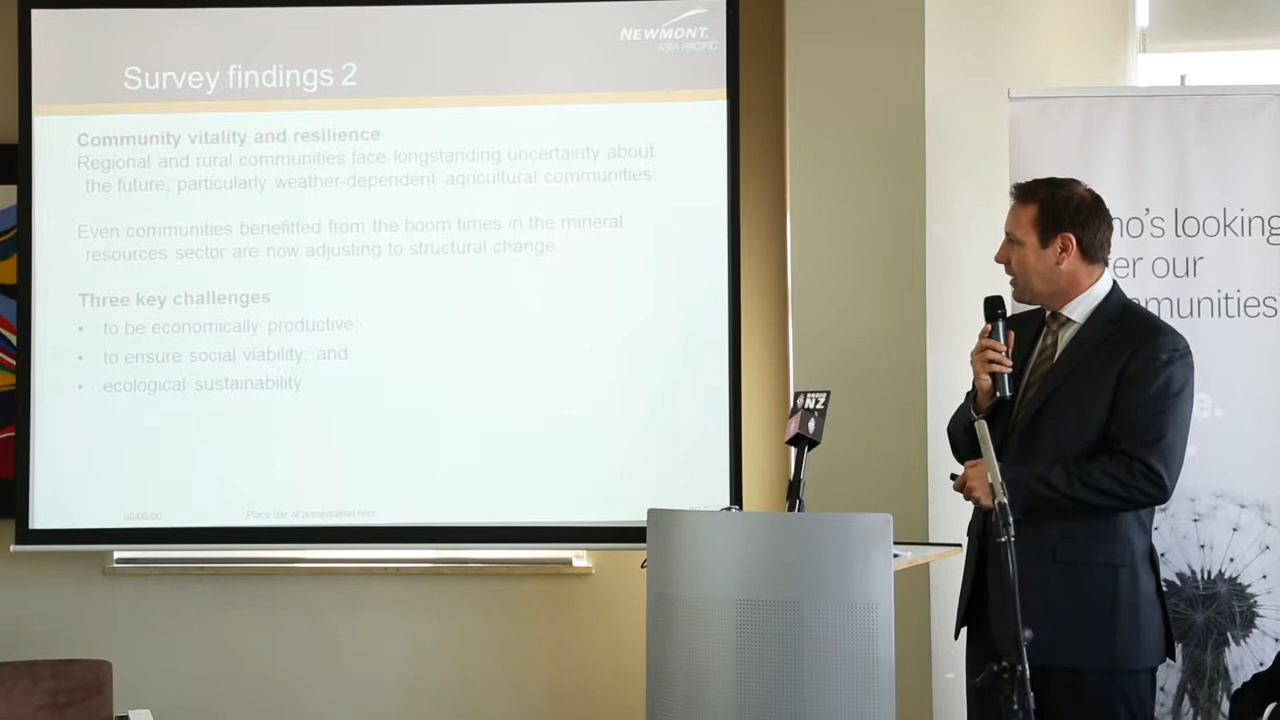 NEWMONT.
ASIA PACIFIC
Survey findings 2
Community vitality and resilience
Regional and rural communities face longstanding uncertainty about
the future, particularly weather-dependent agricultural communities.
Even communities benefitted from the boom times in the mineral
resources sector are now adjusting to structural change.
Three key challenges
• to be economically productive;
• to ensure social viability; and
• ecological sustainability
00/00/00
Place title of presentation here
RADIO
NZ
ho's looking
er our
mmunities
e.